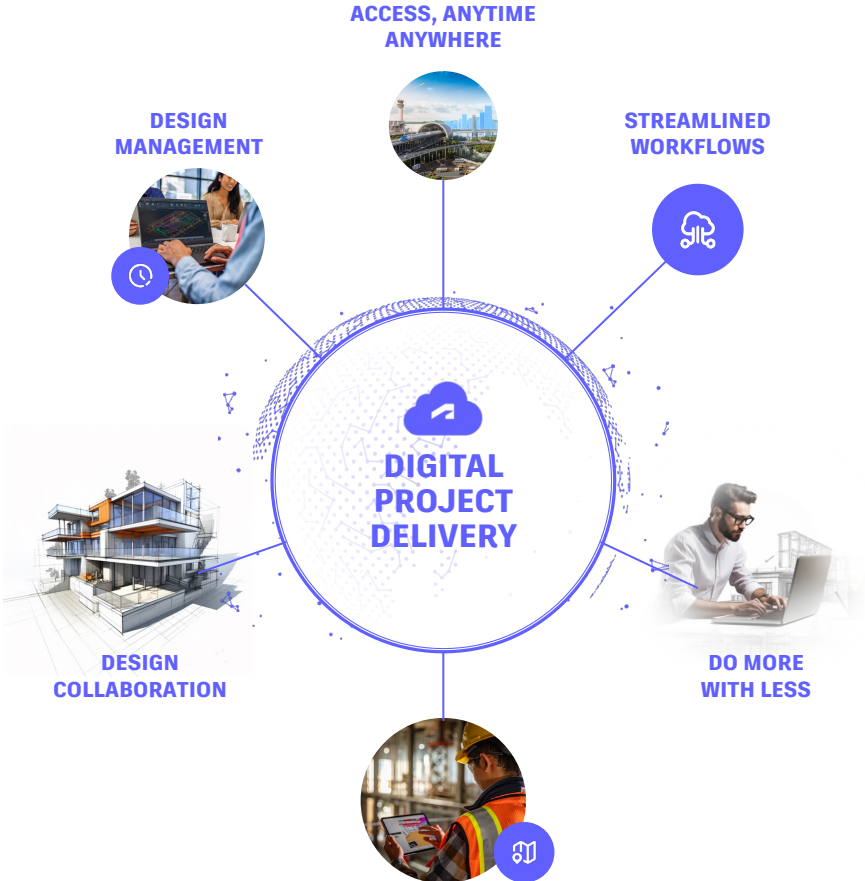 ACCESS, ANYTIME
ANYWHERE
DESIGN
MANAGEMENT
STREAMLINED
WORKFLOWS
DIGITAL
PROJECT
DELIVERY
DESIGN
COLLABORATION
DO MORE
WITH LESS